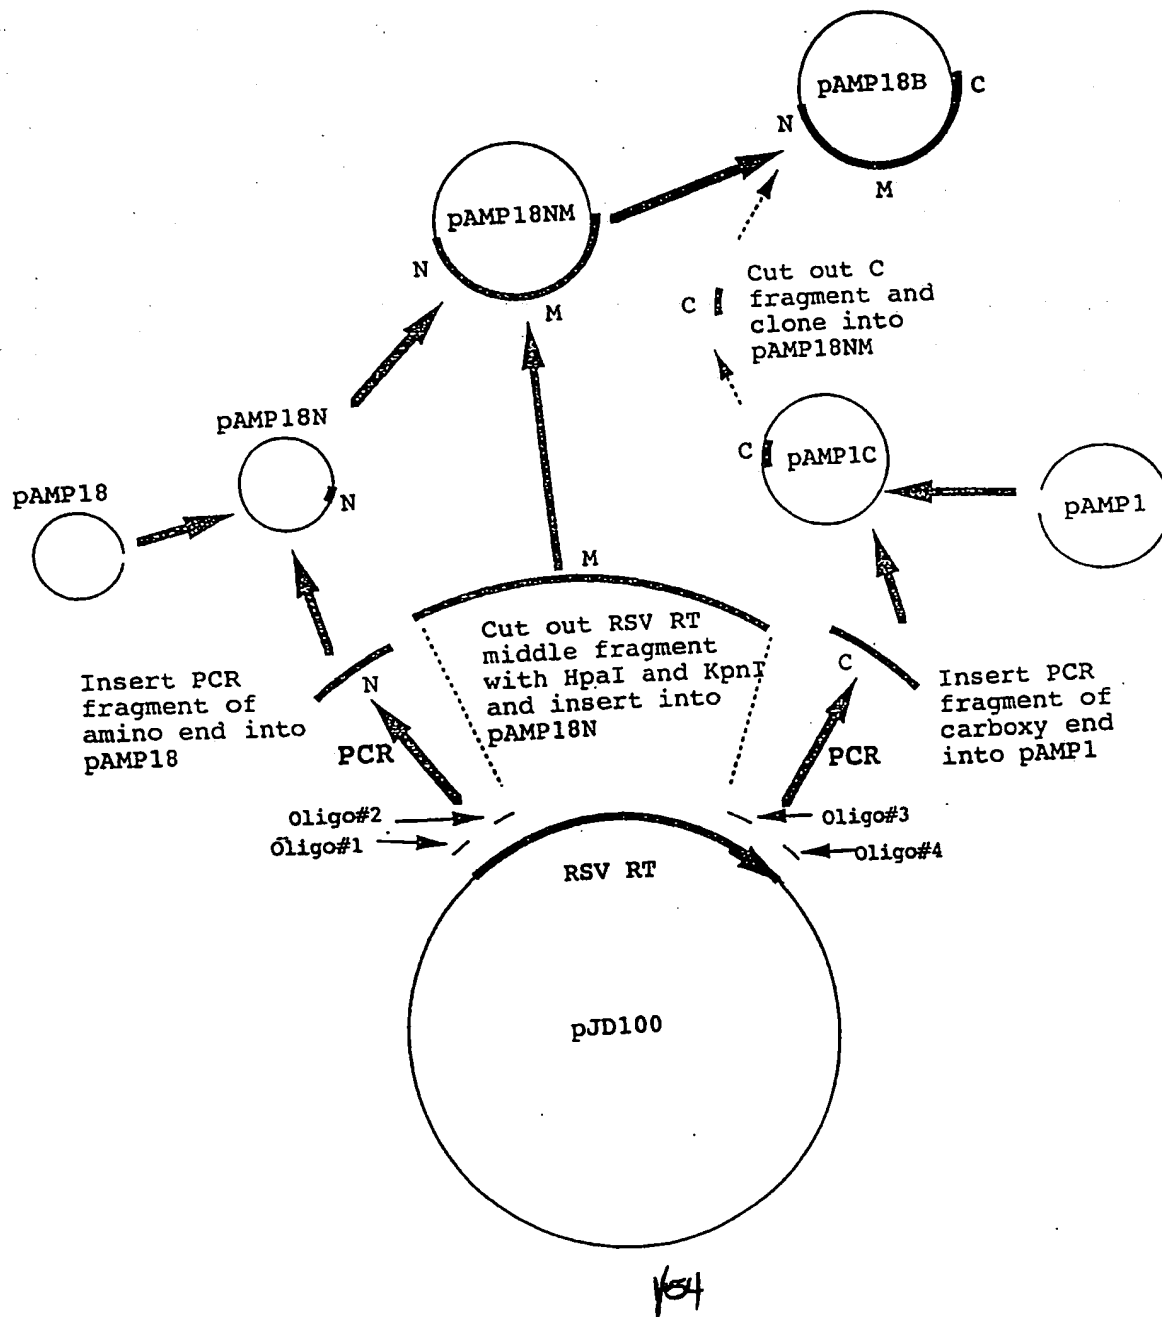 pAMP18B
C
N
M
pAMP18NM
N
M
Cut out C
fragment and
clone into
pAMP18NM
C
pAMP18N
N
pAMP18
C
pAMP1C
pAMP1
M
Cut out RSV RT
middle fragment
with HpaI and KpnI
and insert into
pAMP18N
N
Insert PCR
fragment of
amino end into
pAMP18
C
Insert PCR
fragment of
carboxy end
into pAMP1
PCR
PCR
Oligo#2
Oligo#1
Oligo#3
Oligo#4
RSV RT
pJD100